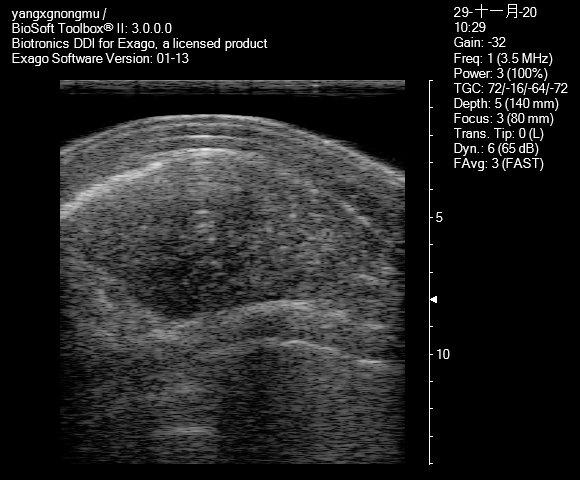 yangxgnongmu /
BioSoft Toolbox® II: 3.0.0.0
Biotronics DDI for Exago, a licensed product
Exago Software Version: 01-13
29-十一月-20
10:29
Gain: -32
Freq: 1 (3.5 MHz)
Power: 3 (100%)
TGC: 72/-16/-64/-72
Depth: 5 (140 mm)
Focus: 3 (80 mm)
Trans. Tip: 0 (L)
Dyn.: 6 (65 dB)
FAvg: 3 (FAST)
5
10